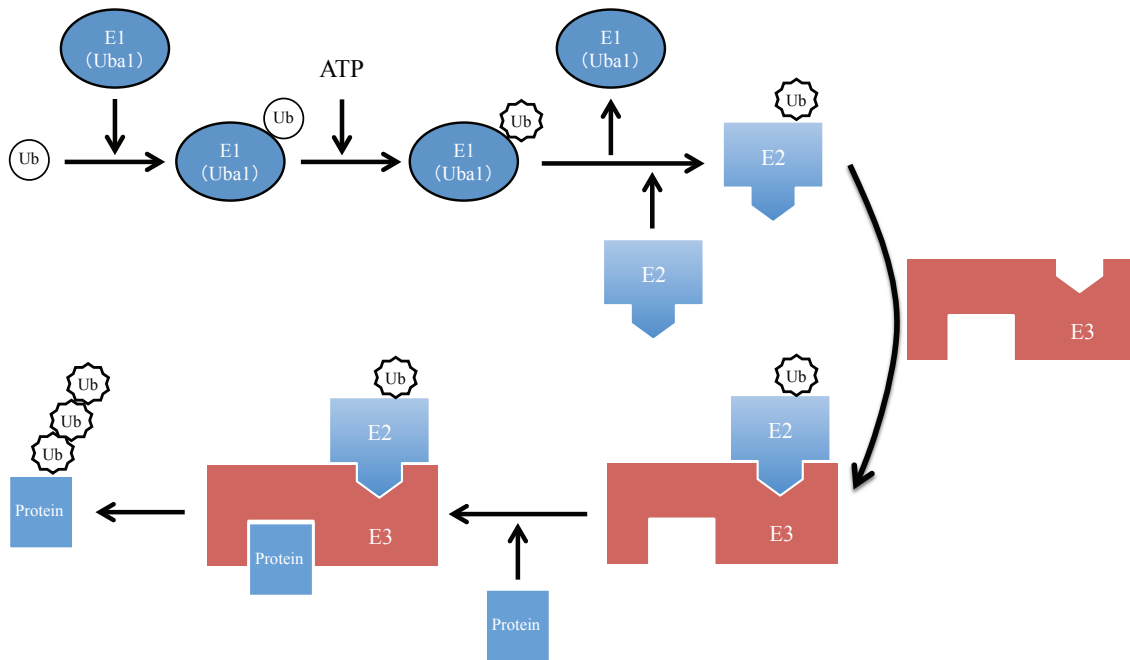 E1
（Uba1）
E1
（Uba1）
ATP
Ub
Ub
Ub
Ub
E1
（Uba1）
E1
（Uba1）
E2
E2
E3
Ub
Ub
Ub
Ub
Ub
E2
E2
Protein
E3
E3
Protein
Protein